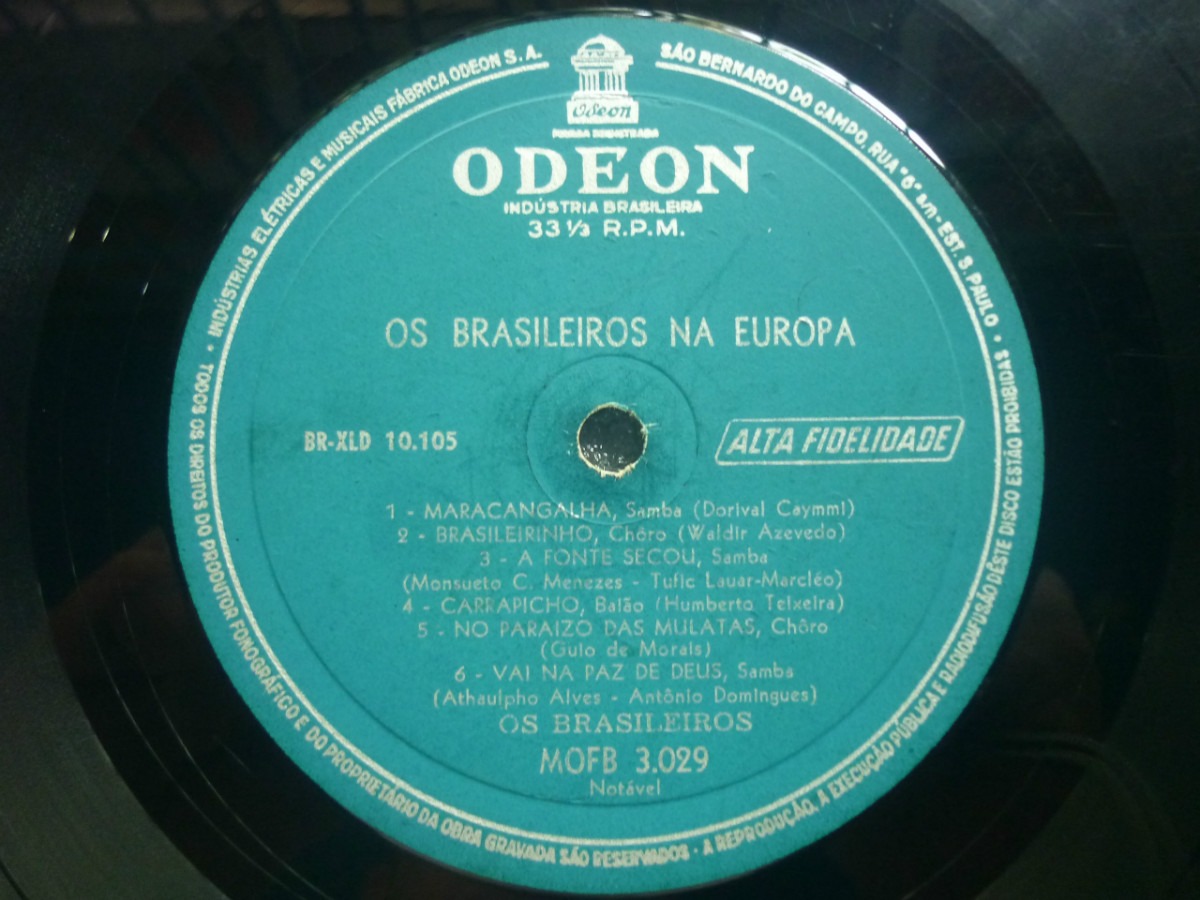 INDÚSTRIAS ELÉTRICAS E MUSICAIS FÁBRICA ODEON S.A.
SÃO BERNARDO DO CAMPO, RUA "6" s/n - EST. S. PAULO
Odeon
MARCA REGISTRADA
ODEON
INDÚSTRIA BRASILEIRA
33 1/3 R.P.M.
OS BRASILEIROS NA EUROPA
BR-XLD 10.105
ALTA FIDELIDADE
1 - MARACANGALHA, Samba (Dorival Caymmi)
2 - BRASILEIRINHO, Chôro (Waldir Azevedo)
3 - A FONTE SECOU, Samba
(Monsueto C. Menezes - Tufic Lauar-Marcléo)
4 - CARRAPICHO, Baião (Humberto Teixeira)
5 - NO PARAIZO DAS MULATAS, Chôro
(Guio de Morais)
6 - VAI NA PAZ DE DEUS, Samba
(Athaulpho Alves - Antônio Domingues)
OS BRASILEIROS
MOFB 3.029
Notável
TODOS OS DIREITOS DO PRODUTOR FONOGRÁFICO E DO PROPRIETÁRIO DA OBRA GRAVADA SÃO RESERVADOS - A REPRODUÇÃO, A EXECUÇÃO PÚBLICA E RADIODIFUSÃO DÊSTE DISCO ESTÃO PROIBIDAS